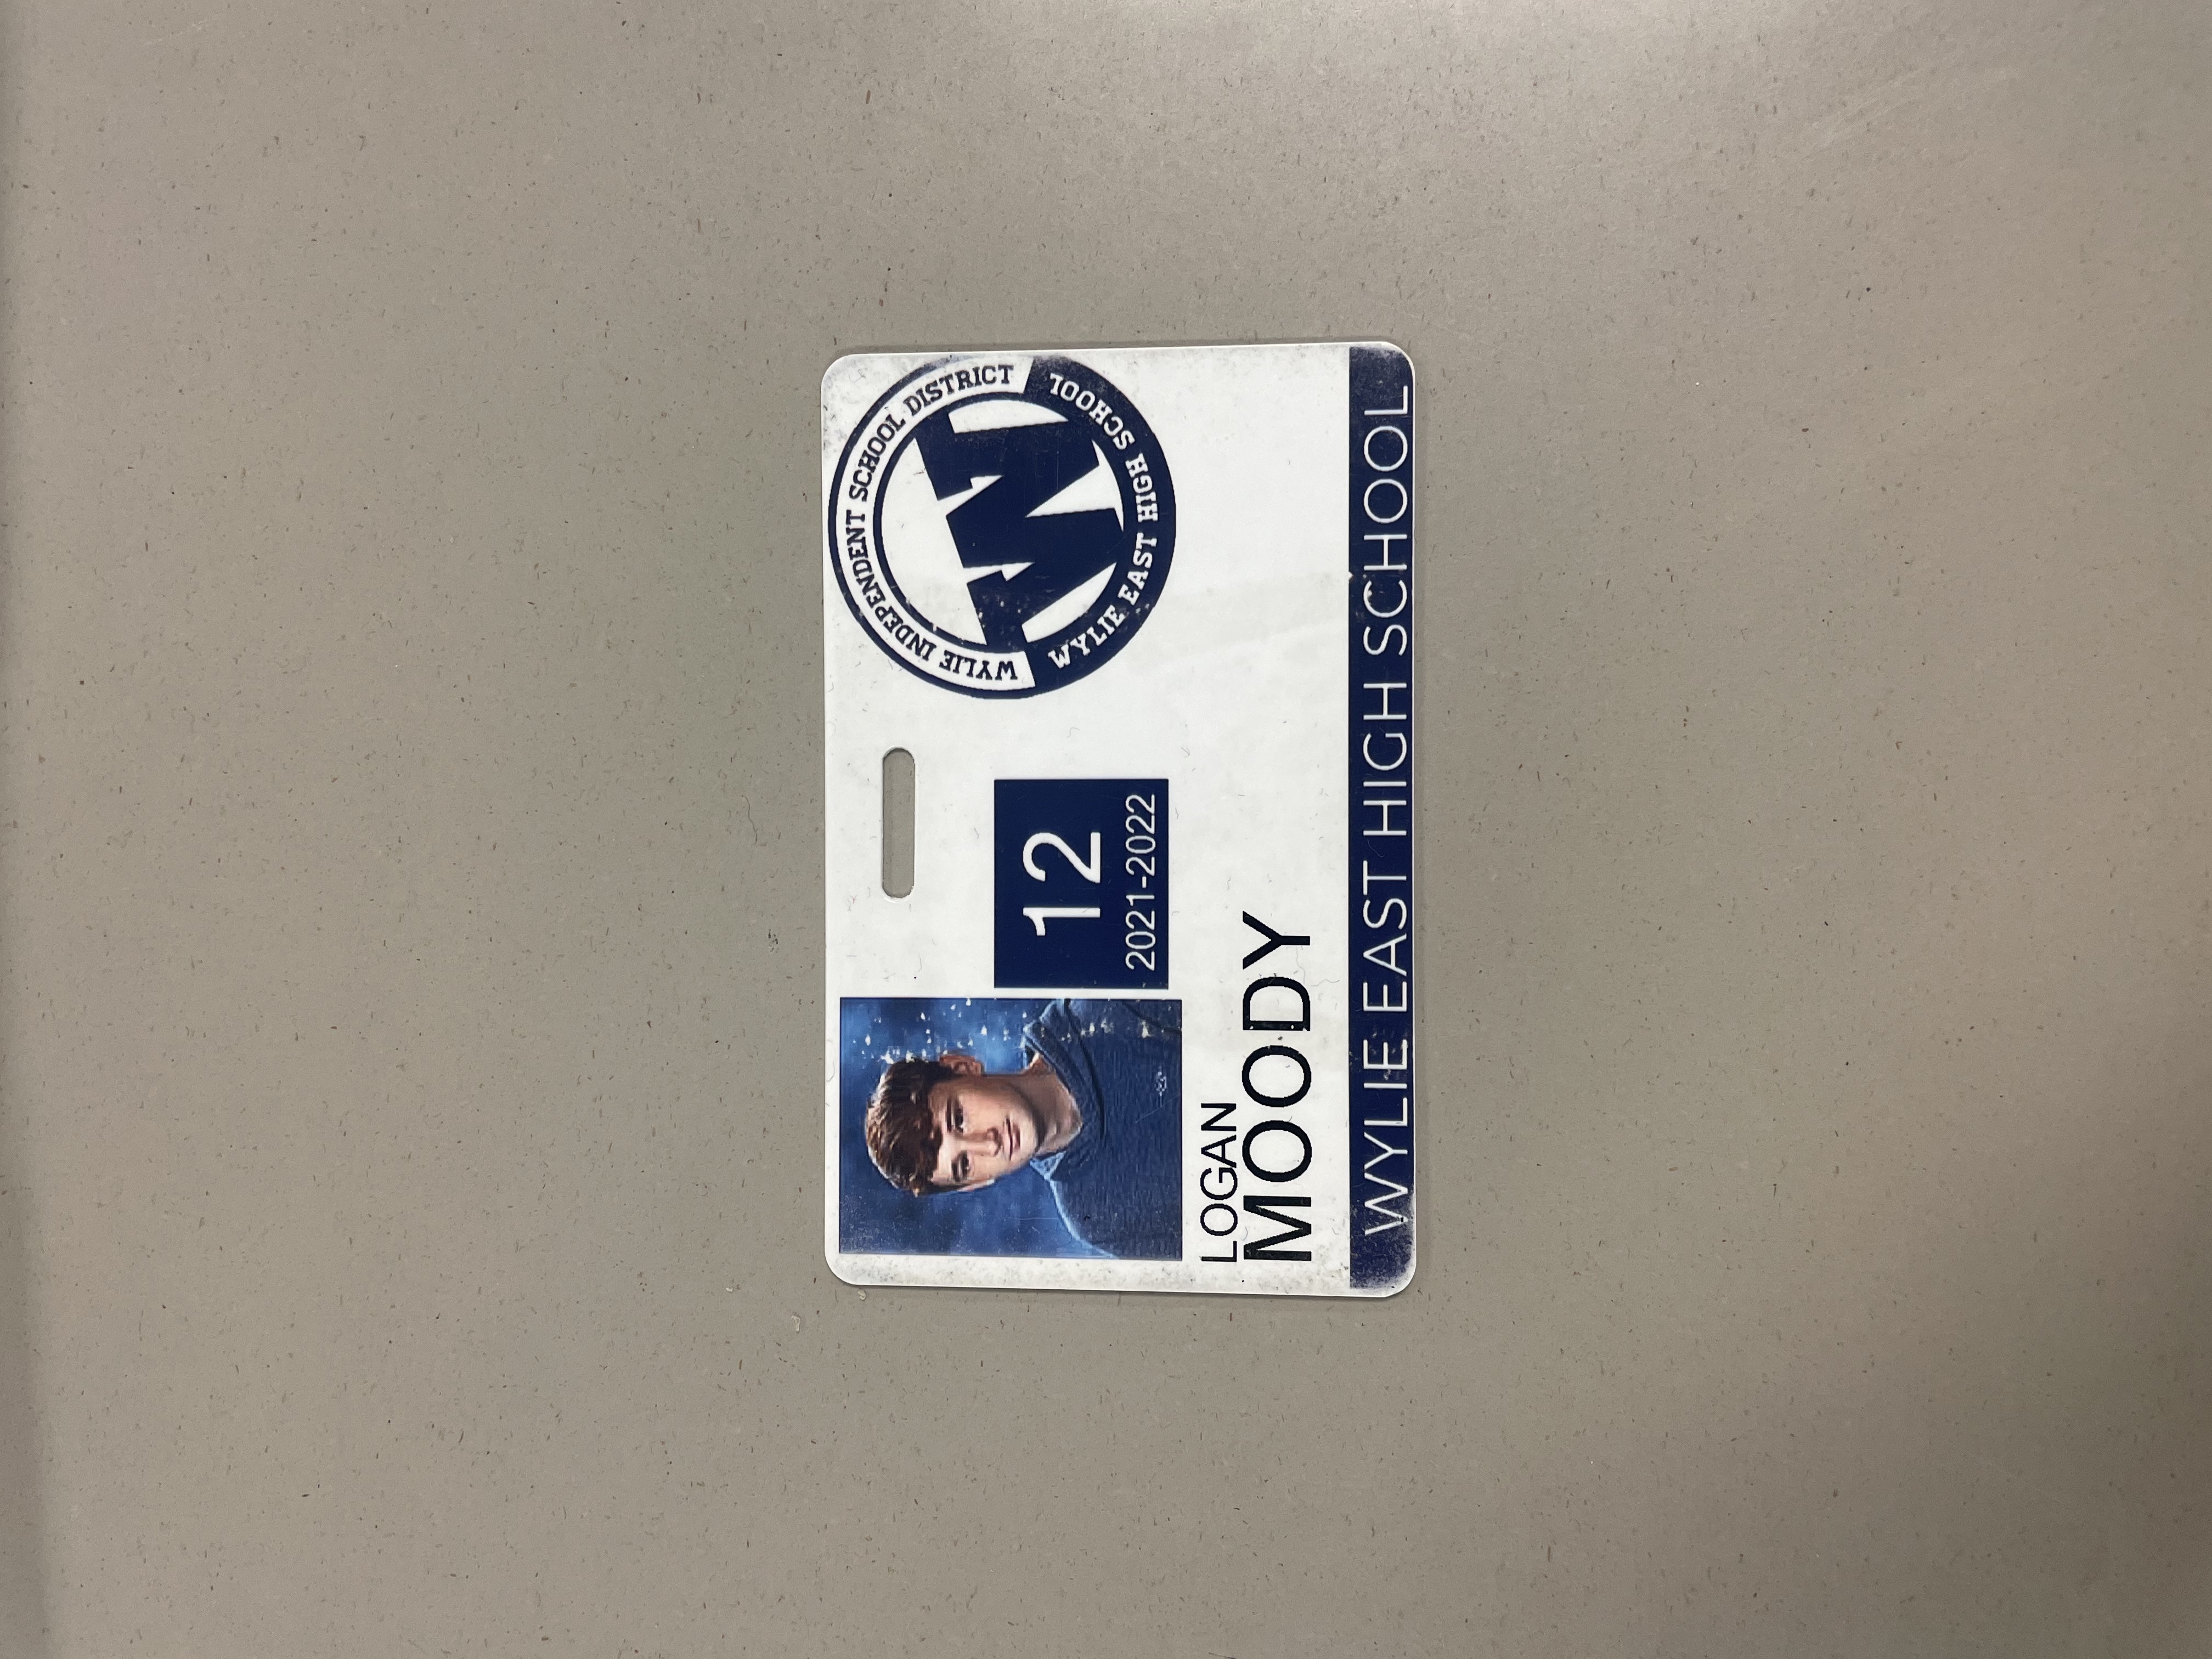 WYLIE INDEPENDENT SCHOOL DISTRICT
W
WYLIE EAST HIGH SCHOOL
12
2021-2022
LOGAN
MOODY
WYLIE EAST HIGH SCHOOL